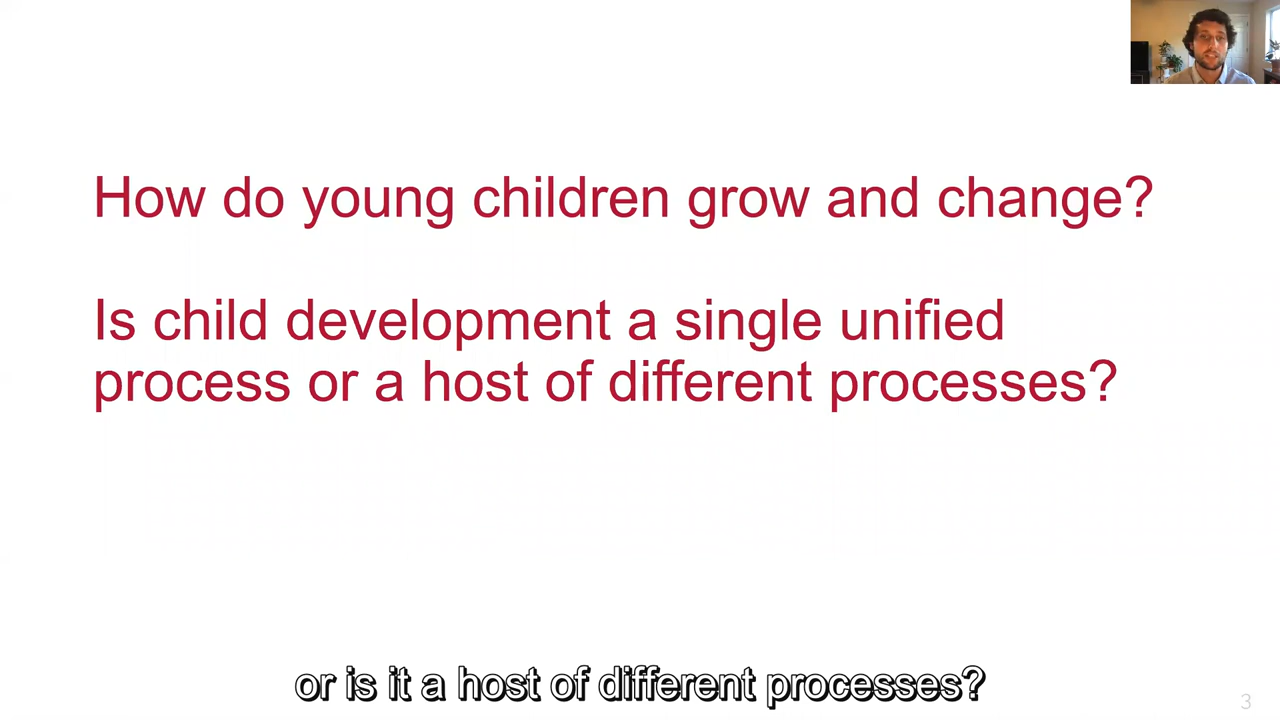 How do young children grow and change?
Is child development a single unified
process or a host of different processes?
or is it a host of different processes?
3